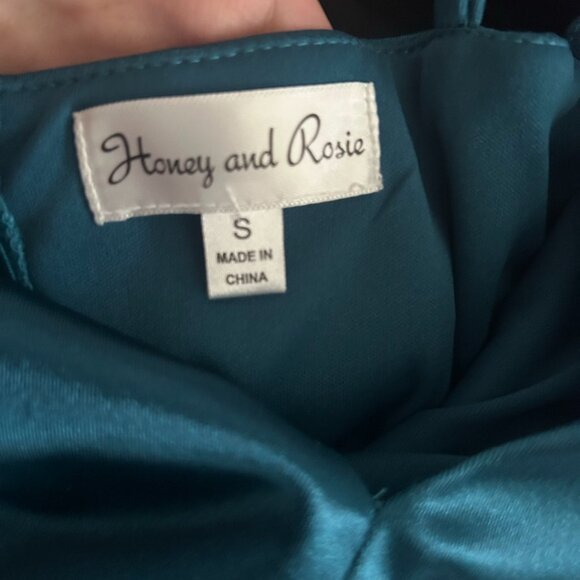 Honey and Rosie
S
MADE IN
CHINA